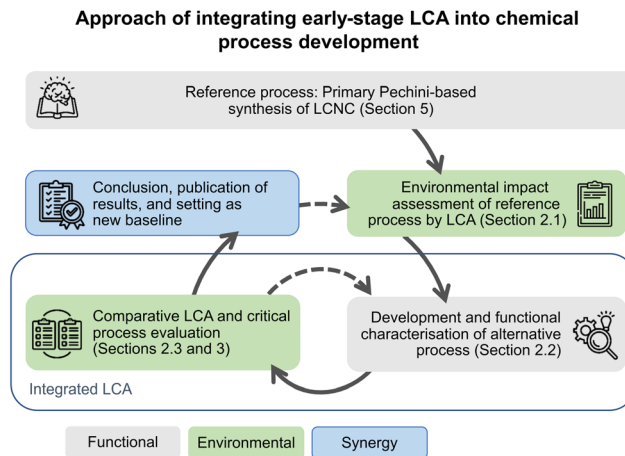 Approach of integrating early-stage LCA into chemical
process development
Reference process: Primary Pechini-based
synthesis of LCNC (Section 5)
Conclusion, publication of
results, and setting as
new baseline
Environmental impact
assessment of reference
process by LCA (Section 2.1)
Comparative LCA and critical
process evaluation
(Sections 2.3 and 3)
Development and functional
characterisation of alternative
process (Section 2.2)
Integrated LCA
Functional
Environmental
Synergy